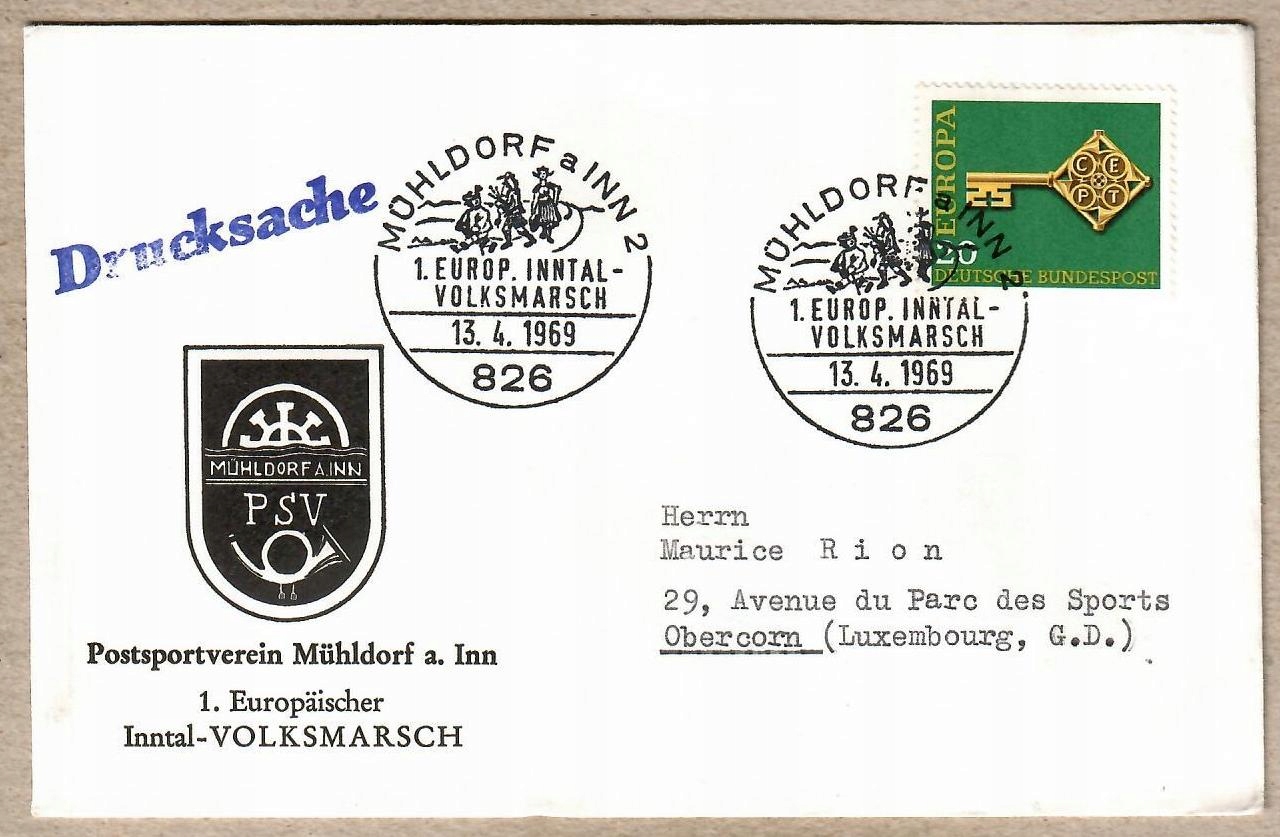 Drucksache
MÜHLDORF a INN 2
1. EUROP. INNTAL-
VOLKSMARSCH
13. 4. 1969
826
MÜHLDORF a INN 2
1. EUROP. INNTAL-
VOLKSMARSCH
13. 4. 1969
826
EUROPA
C E
P T
20
DEUTSCHE BUNDESPOST
MÜHLDORF A. INN
PSV
Postsportverein Mühldorf a. Inn
1. Europäischer
Inntal-VOLKSMARSCH
Herrn
Maurice R i o n
29, Avenue du Parc des Sports
Obercorn (Luxembourg, G.D.)